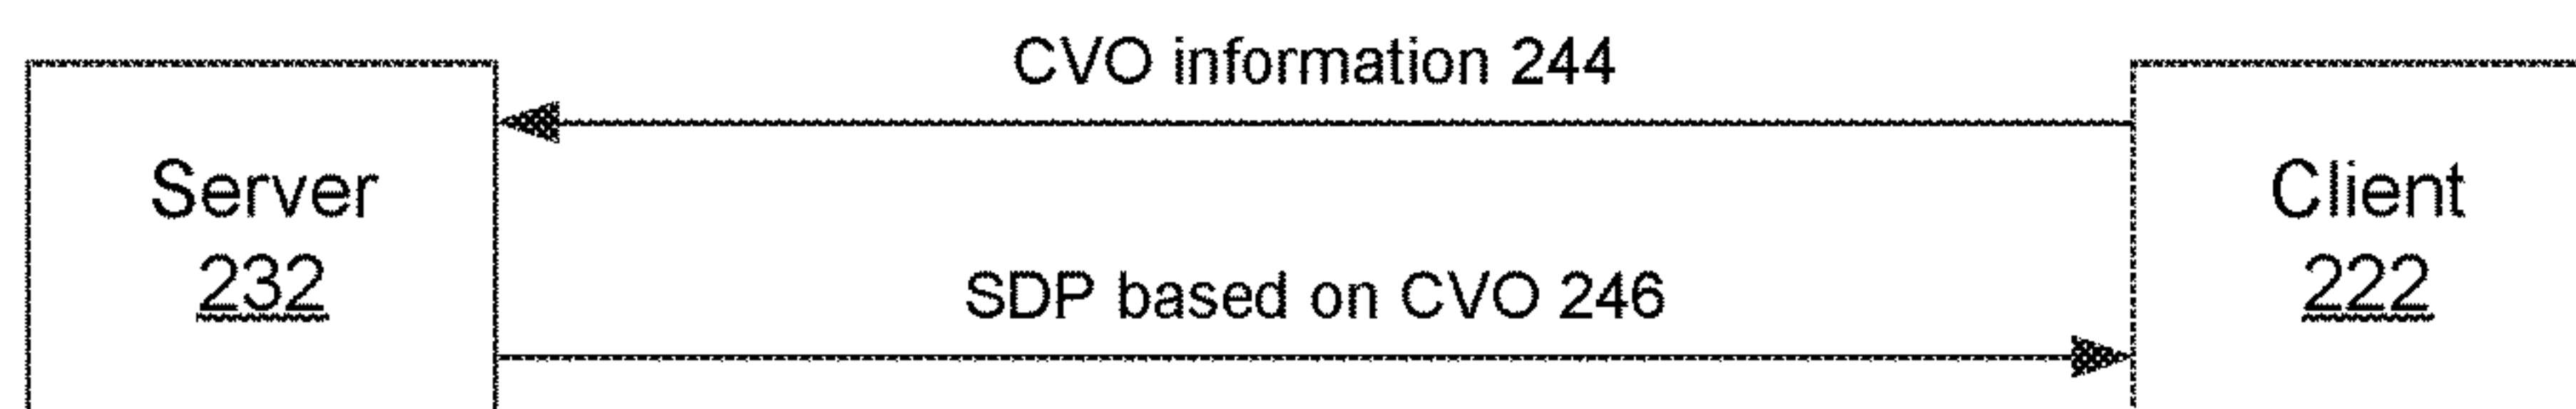 CVO information 244
Server
232
Client
222
SDP based on CVO 246